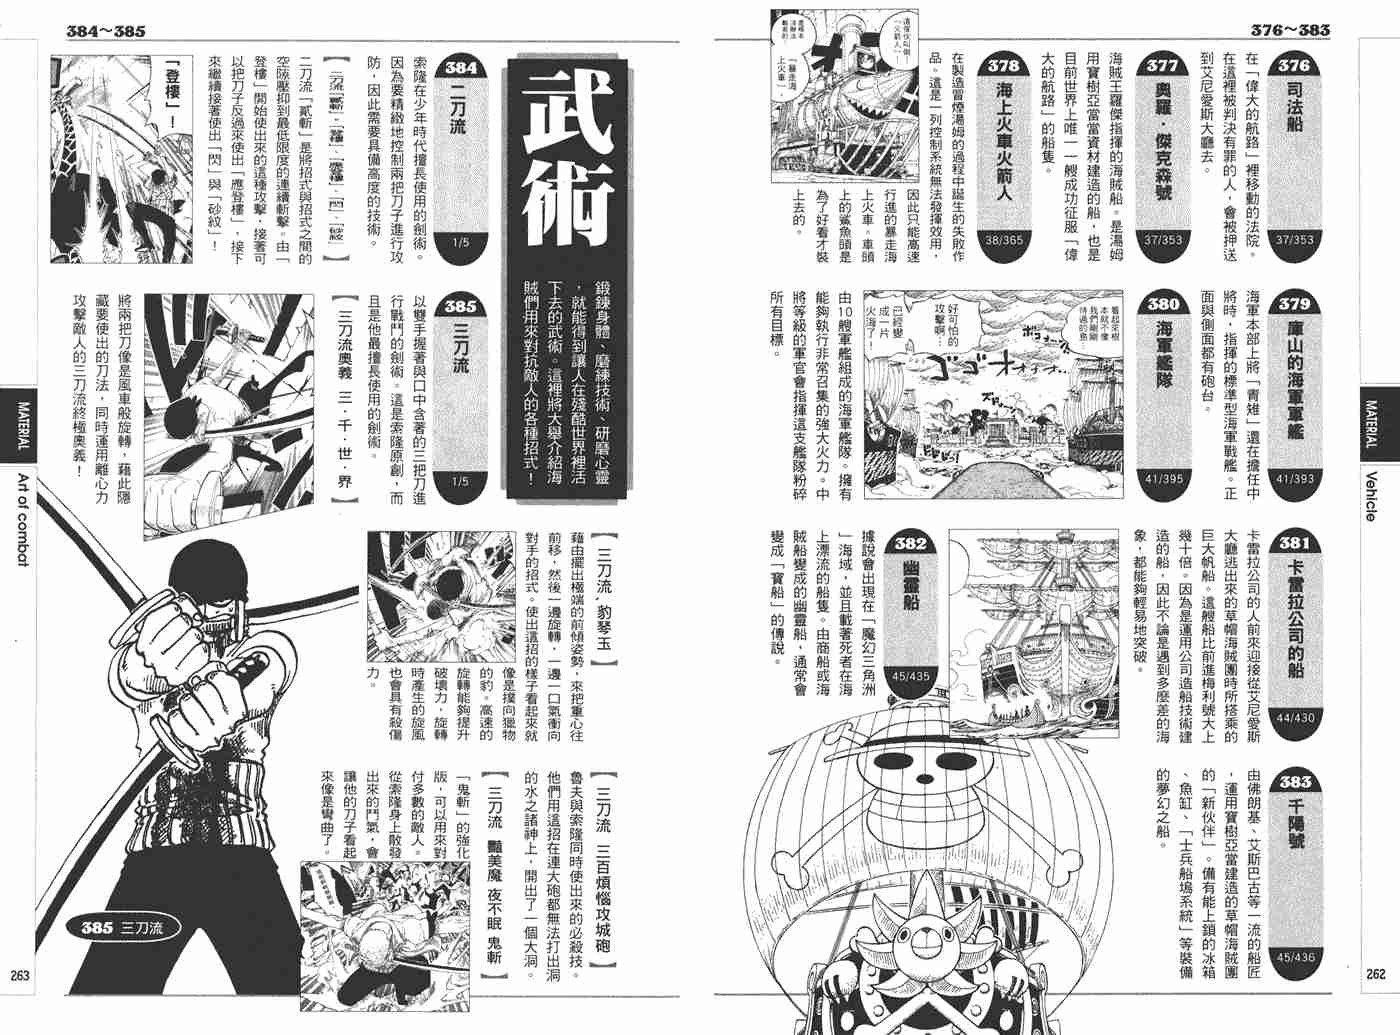 376～383
376
司法船
37/353
在「偉大的航路」裡移動的法院。
在這裡被判決有罪的人，會被押送
到艾尼愛斯大廳去。
377
奧羅・傑克森號
37/353
海賊王羅傑指揮的海賊船。是湯姆
用寶樹亞當當資材建造的船，也是
目前世界上唯一一艘成功征服「偉
大的航路」的船隻。
378
海上火車火箭人
38/365
在製造冒煙湯姆的過程中誕生的失敗作
品。這是一列控制系統無法發揮效用，
因此只能高速
行進的暴走海
上火車。車頭
上的鯊魚頭是
為了好看才裝
上去的。
這傢伙叫做
「火箭人」
「暴走海
上火車」
379
庫山的海軍軍艦
41/393
海軍本部上將「青雉」還在擔任中
將時，指揮的標準型海軍戰艦。正
面與側面都有砲台。
380
海軍艦隊
41/395
由10艘軍艦組成的海軍艦隊。擁有
能夠執行非常召集的強大火力。中
將等級的軍官會指揮這支艦隊粉碎
所有目標。
看起來根
本就不像
我們剛剛
待過的島…
好可怕的
攻擊啊…
已經變
成一片
火海了！
381
卡雷拉公司的船
44/430
卡雷拉公司的人前來迎接從艾尼愛斯
大廳逃出來的草帽海賊團時所搭乘的
巨大帆船。這艘船比前進梅利號大上
幾十倍。因為是運用公司造船技術建
造的船，因此不論是遇到多麼差的海
象，都能夠輕易地突破。
382
幽靈船
45/435
據說會出現在「魔幻三角洲
」海域，並且載著死者在海
上漂流的船隻。由商船或海
賊船變成的幽靈船，通常會
變成「寶船」的傳說。
383
千陽號
45/436
由佛朗基、艾斯巴古等一流的船匠
，運用寶樹亞當建造的草帽海賊團
的「新伙伴」。備有能上鎖的冰箱
、魚缸、「士兵船塢系統」等裝備
的夢幻之船。
MATERIAL
Vehicle
262
384～385
武術
鍛鍊身體、磨練技術、研磨心靈
，就能得到讓人在殘酷世界裡活
下去的武術。這裡將大舉介紹海
賊們用來對抗敵人的各種招式！
384
二刀流
1/5
索隆在少年時代擅長使用的劍術。
因為要精緻地控制兩把刀子進行攻
防，因此需要具備高度的技術。
二刀流「貳斬」是將招式與招式之間的
空隙壓抑到最低限度的連續斬擊。由「
登樓」開始使出來的這種攻擊，接著可
以把刀子反過來使出「應登樓」，接下
來繼續接著使出「閃」與「砂紋」！
「登樓」！
385
三刀流
1/5
以雙手握著與口中含著的三把刀進
行戰鬥的劍術。這是索隆原創，而
且是他最擅長使用的劍術。
【三刀流奧義 三・千・世・界】
將兩把刀像是風車般旋轉，藉此隱
藏要使出的刀法，同時運用離心力
攻擊敵人的三刀流終極奧義！
【三刀流・豹琴玉】
藉由擺出極端的前傾姿勢，來把重心往
前移，然後一邊旋轉，一邊一口氣衝向
對手的招式。使出這招的樣子看起來就
像是撲向獵物
的豹。高速的
旋轉能夠提升
破壞力，旋轉
時產生的旋風
也會具有殺傷
力。
【三刀流 三百煩惱攻城砲】
魯夫與索隆同時使出來的必殺技。
他們用這招在連大砲都無法打出洞
的水之諸神上，開出了一個大洞。
【三刀流 豔美魔 夜不眠 鬼斬】
「鬼斬」的強化
版，可以用來對
付多數的敵人。
從索隆身上散發
出來的鬥氣，會
讓他的刀子看起
來像是彎曲了。
385 三刀流
MATERIAL
Art of combat
263